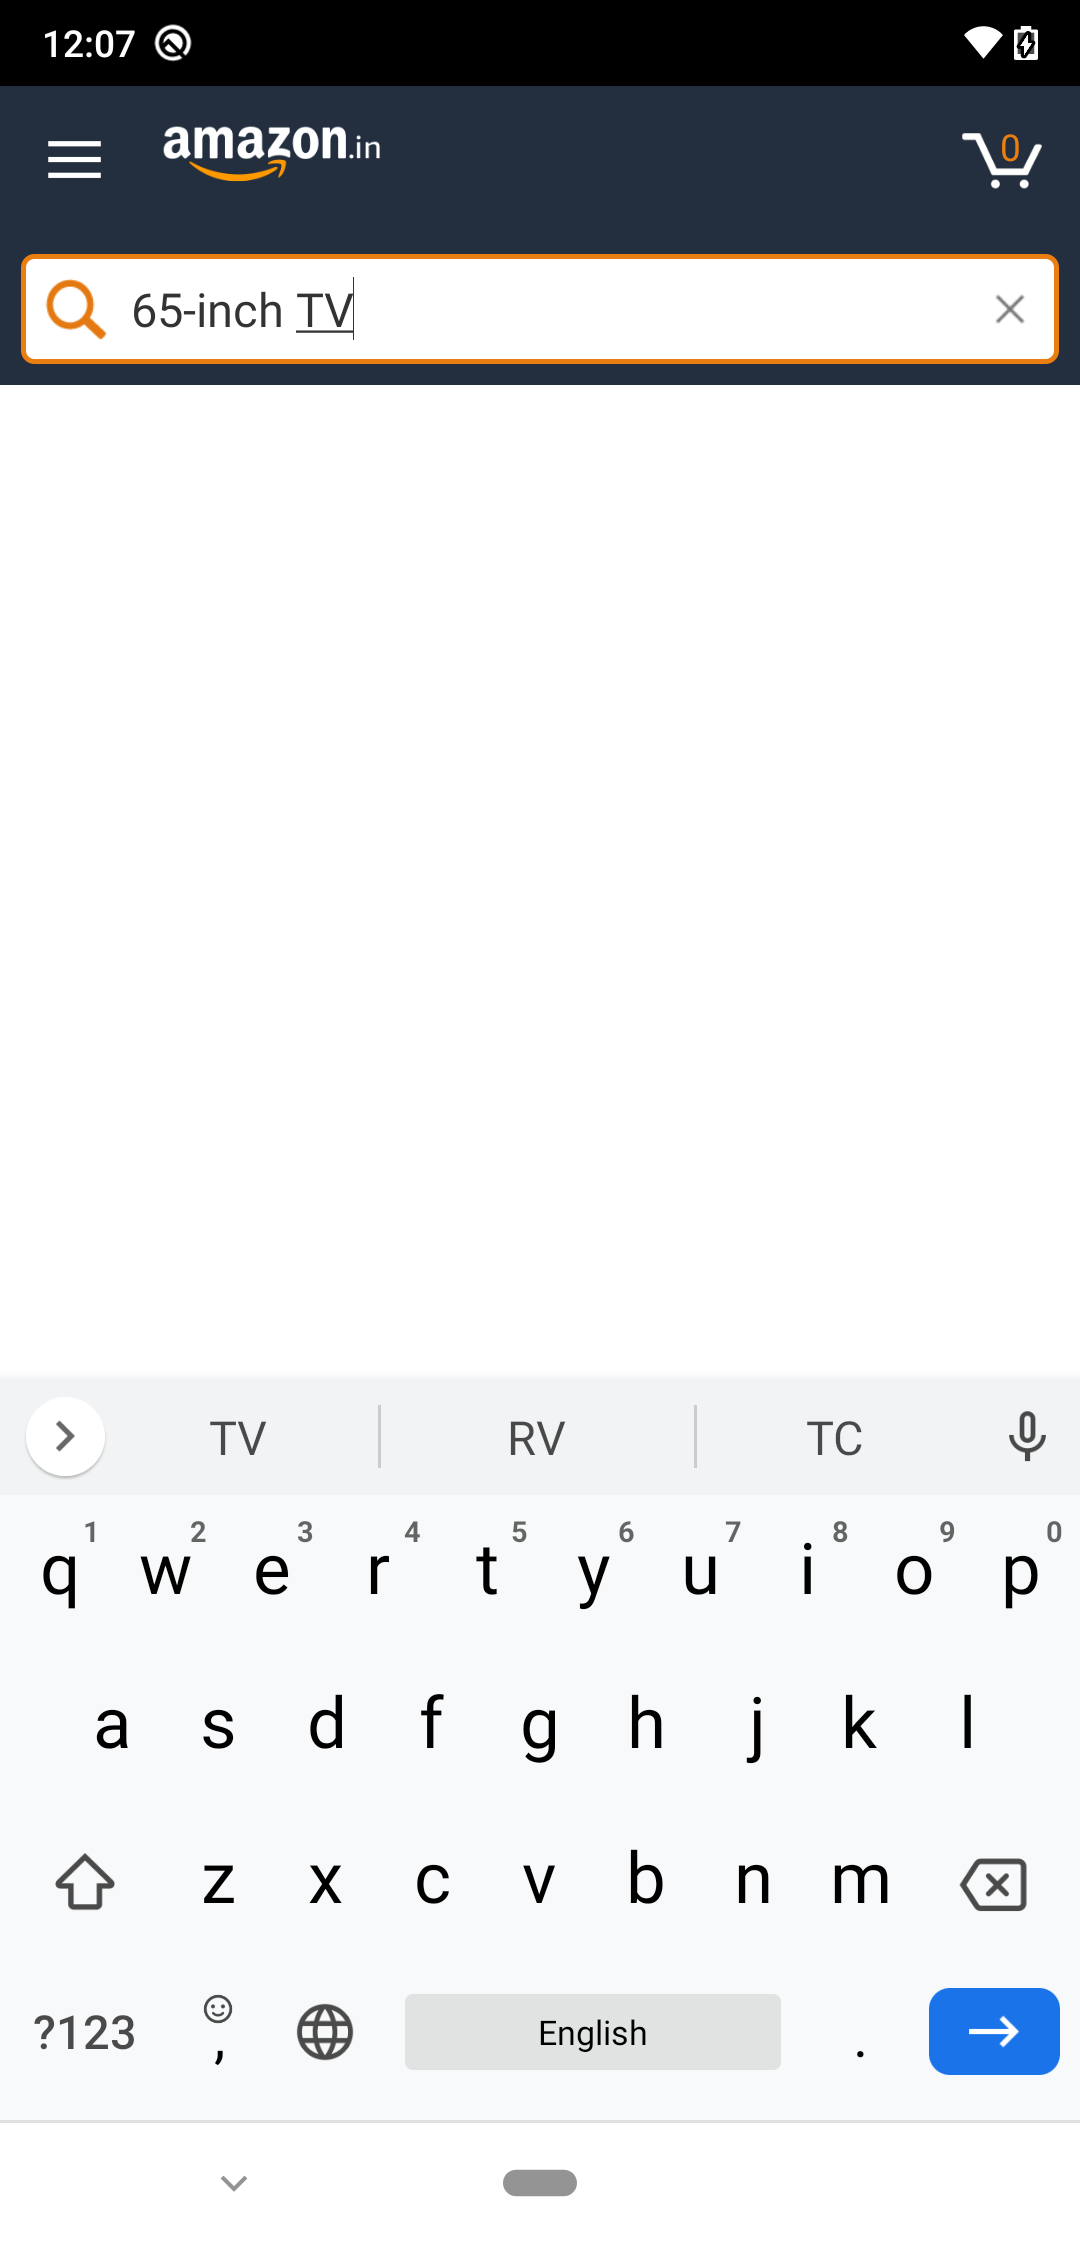 12:07
amazon.in
0
65-inch TV
TV RV TC
1 2 3 4 5 6 7 8 9 0
q w e r t y u i o p
a s d f g h j k l
z x c v b n m
?123 , English .